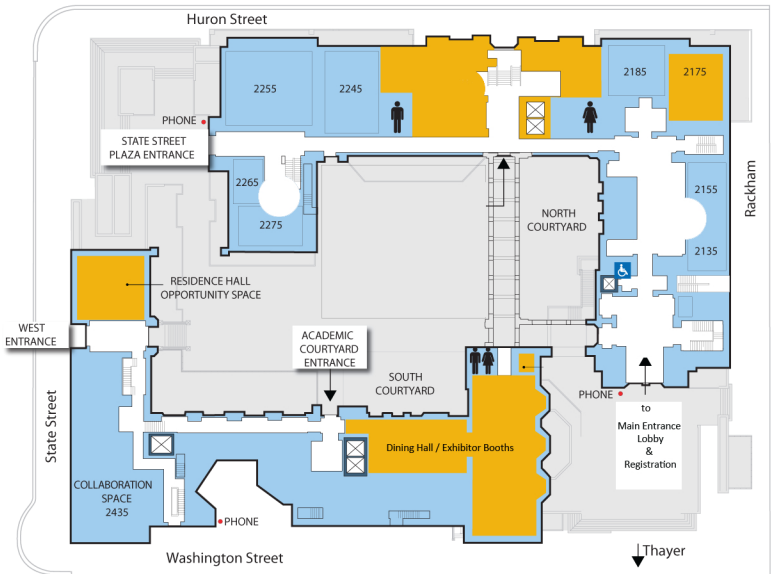 Huron Street
2255
2245
2185
2175
PHONE
STATE STREET
PLAZA ENTRANCE
2265
2275
2155
2135
NORTH
COURTYARD
Rackham
RESIDENCE HALL
OPPORTUNITY SPACE
WEST
ENTRANCE
ACADEMIC
COURTYARD
ENTRANCE
SOUTH
COURTYARD
PHONE
to
Main Entrance
Lobby
&
Registration
State Street
Dining Hall / Exhibitor Booths
COLLABORATION
SPACE
2435
PHONE
Washington Street
Thayer